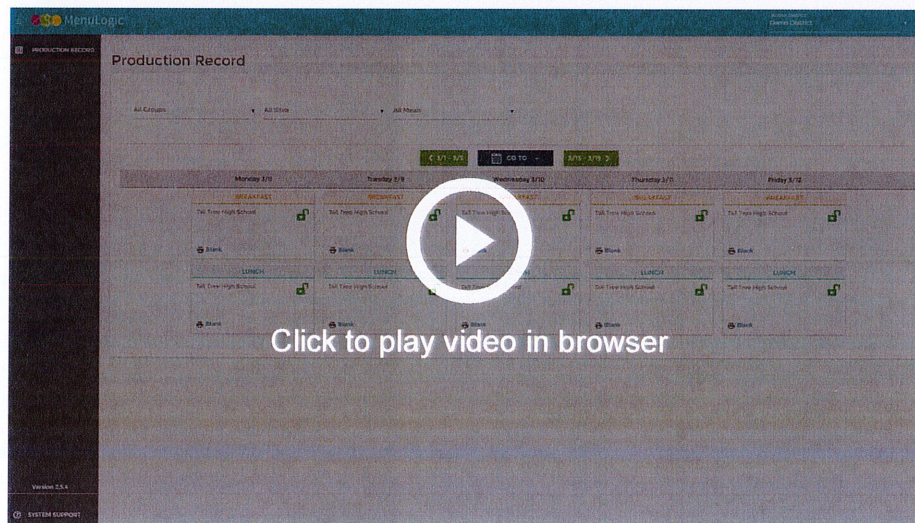 MenuLogic
Demo District
PRODUCTION RECORD
Production Record
All Groups
All Sites
All Meals
3/1 - 3/5
GO TO
3/15 - 3/19
Monday 3/8
Tuesday 3/9
Wednesday 3/10
Thursday 3/11
Friday 3/12
BREAKFAST
BREAKFAST
BREAKFAST
BREAKFAST
Tall Tree High School
Tall Tree High School
Tall Tree High School
Tall Tree High School
Tall Tree High School
Blank
Blank
Blank
Blank
LUNCH
LUNCH
LUNCH
LUNCH
Tall Tree High School
Tall Tree High School
Tall Tree High School
Tall Tree High School
Blank
Blank
Blank
Blank
Blank
Click to play video in browser
Version 2.5.4
SYSTEM SUPPORT